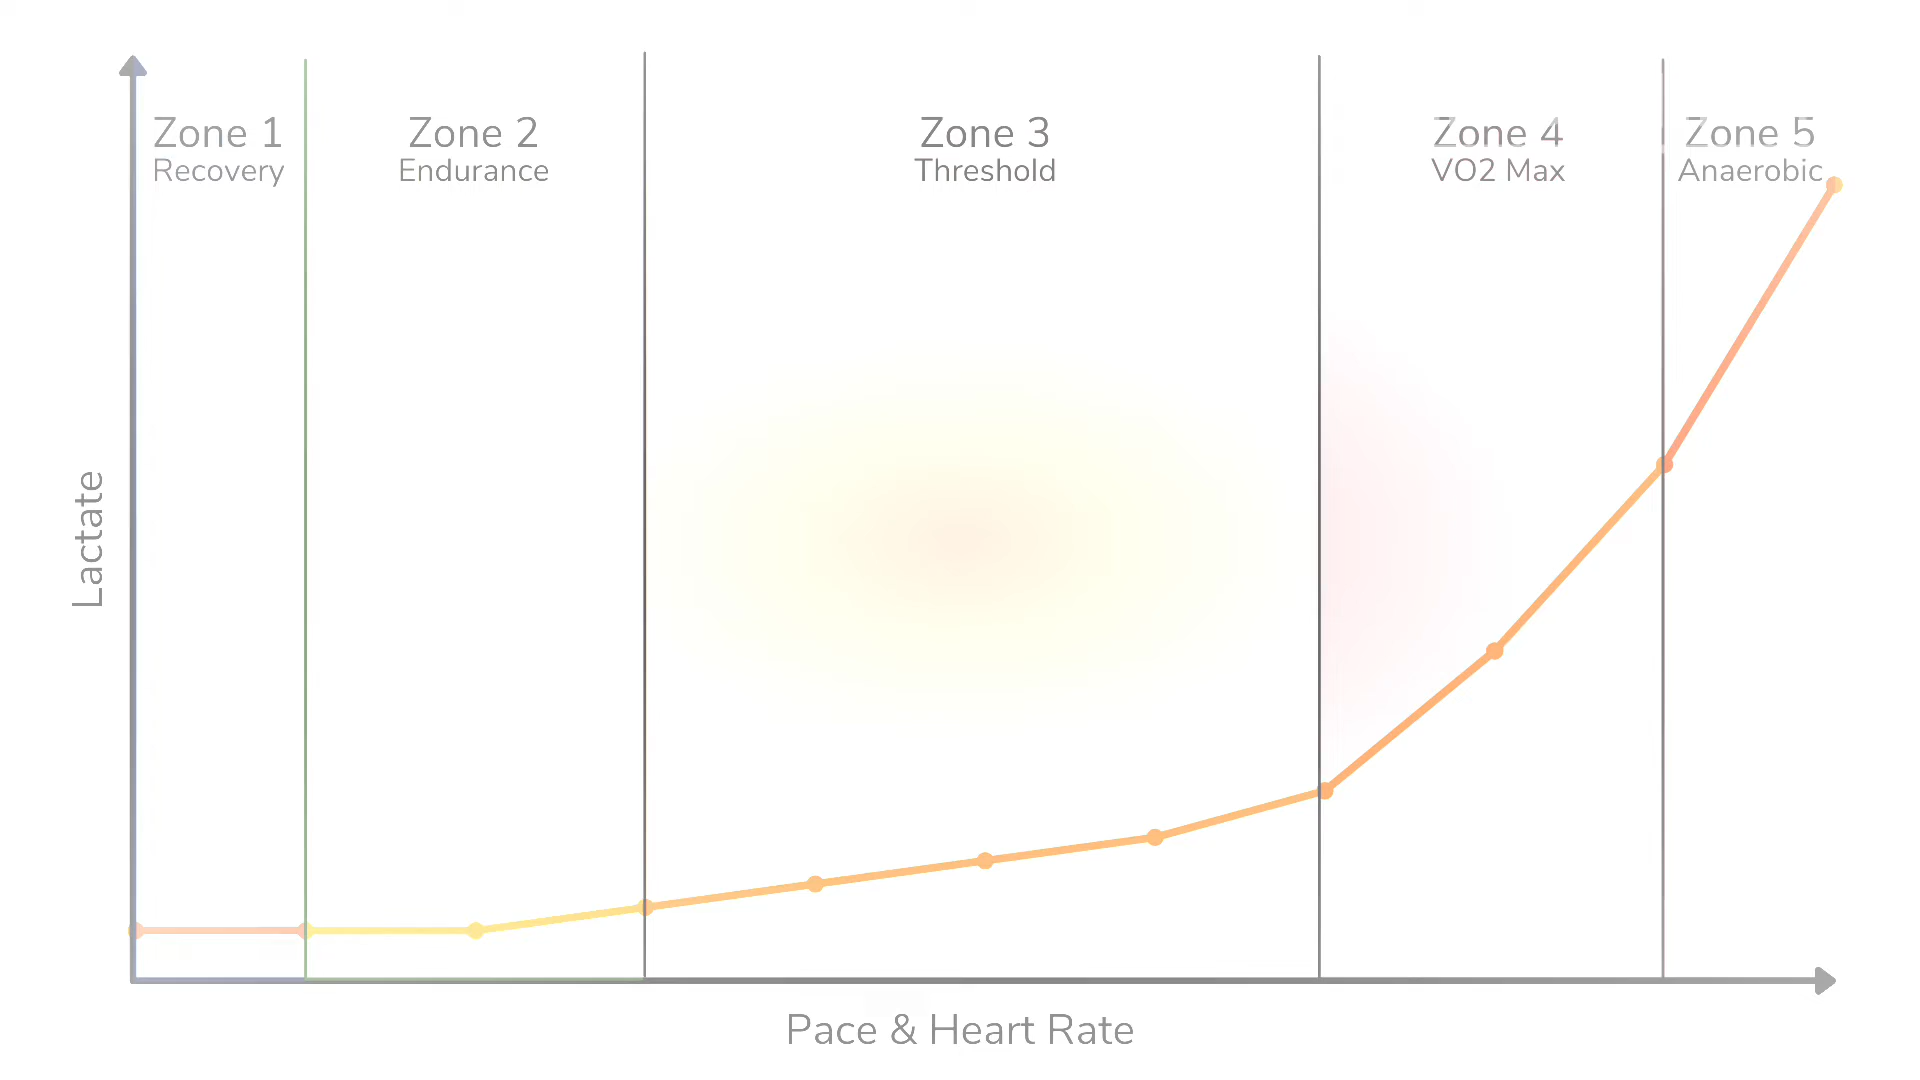 Zone 1
Recovery
Zone 2
Endurance
Zone 3
Threshold
Zone 4
VO2 Max
Zone 5
Anaerobic
Lactate
Pace & Heart Rate